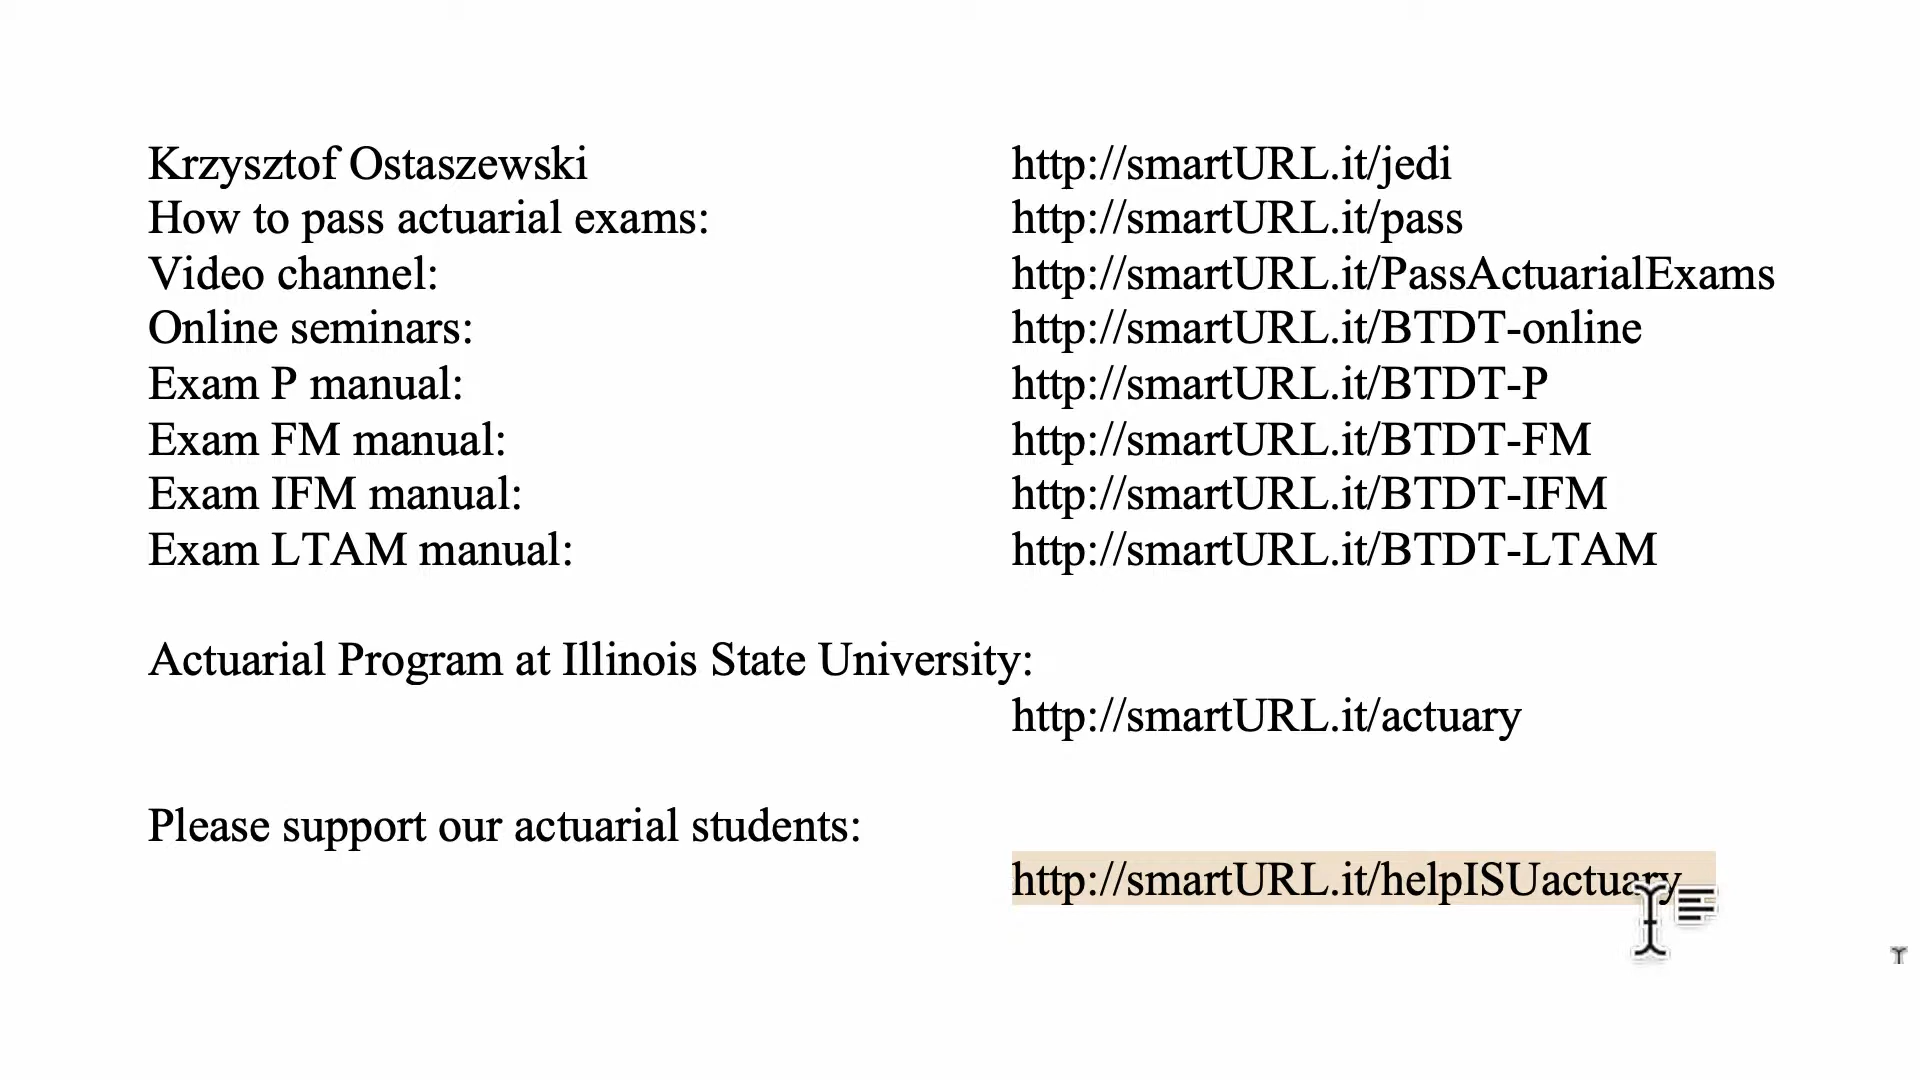 Krzysztof Ostaszewski http://smartURL.it/jedi
How to pass actuarial exams: http://smartURL.it/pass
Video channel: http://smartURL.it/PassActuarialExams
Online seminars: http://smartURL.it/BTDT-online
Exam P manual: http://smartURL.it/BTDT-P
Exam FM manual: http://smartURL.it/BTDT-FM
Exam IFM manual: http://smartURL.it/BTDT-IFM
Exam LTAM manual: http://smartURL.it/BTDT-LTAM
Actuarial Program at Illinois State University:
http://smartURL.it/actuary
Please support our actuarial students:
http://smartURL.it/helpISUactuary